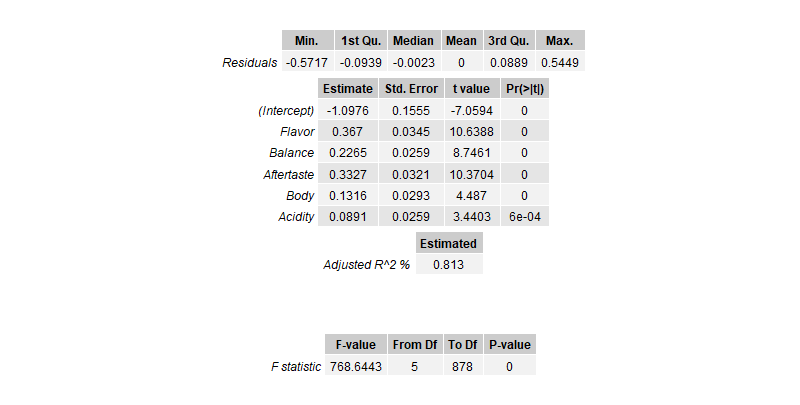 Min. 1st Qu. Median Mean 3rd Qu. Max.
Residuals -0.5717 -0.0939 -0.0023 0 0.0889 0.5449
Estimate Std. Error t value Pr(>|t|)
(Intercept) -1.0976 0.1555 -7.0594 0
Flavor 0.367 0.0345 10.6388 0
Balance 0.2265 0.0259 8.7461 0
Aftertaste 0.3327 0.0321 10.3704 0
Body 0.1316 0.0293 4.487 0
Acidity 0.0891 0.0259 3.4403 6e-04
Estimated
Adjusted R^2 % 0.813
F-value From Df To Df P-value
F statistic 768.6443 5 878 0